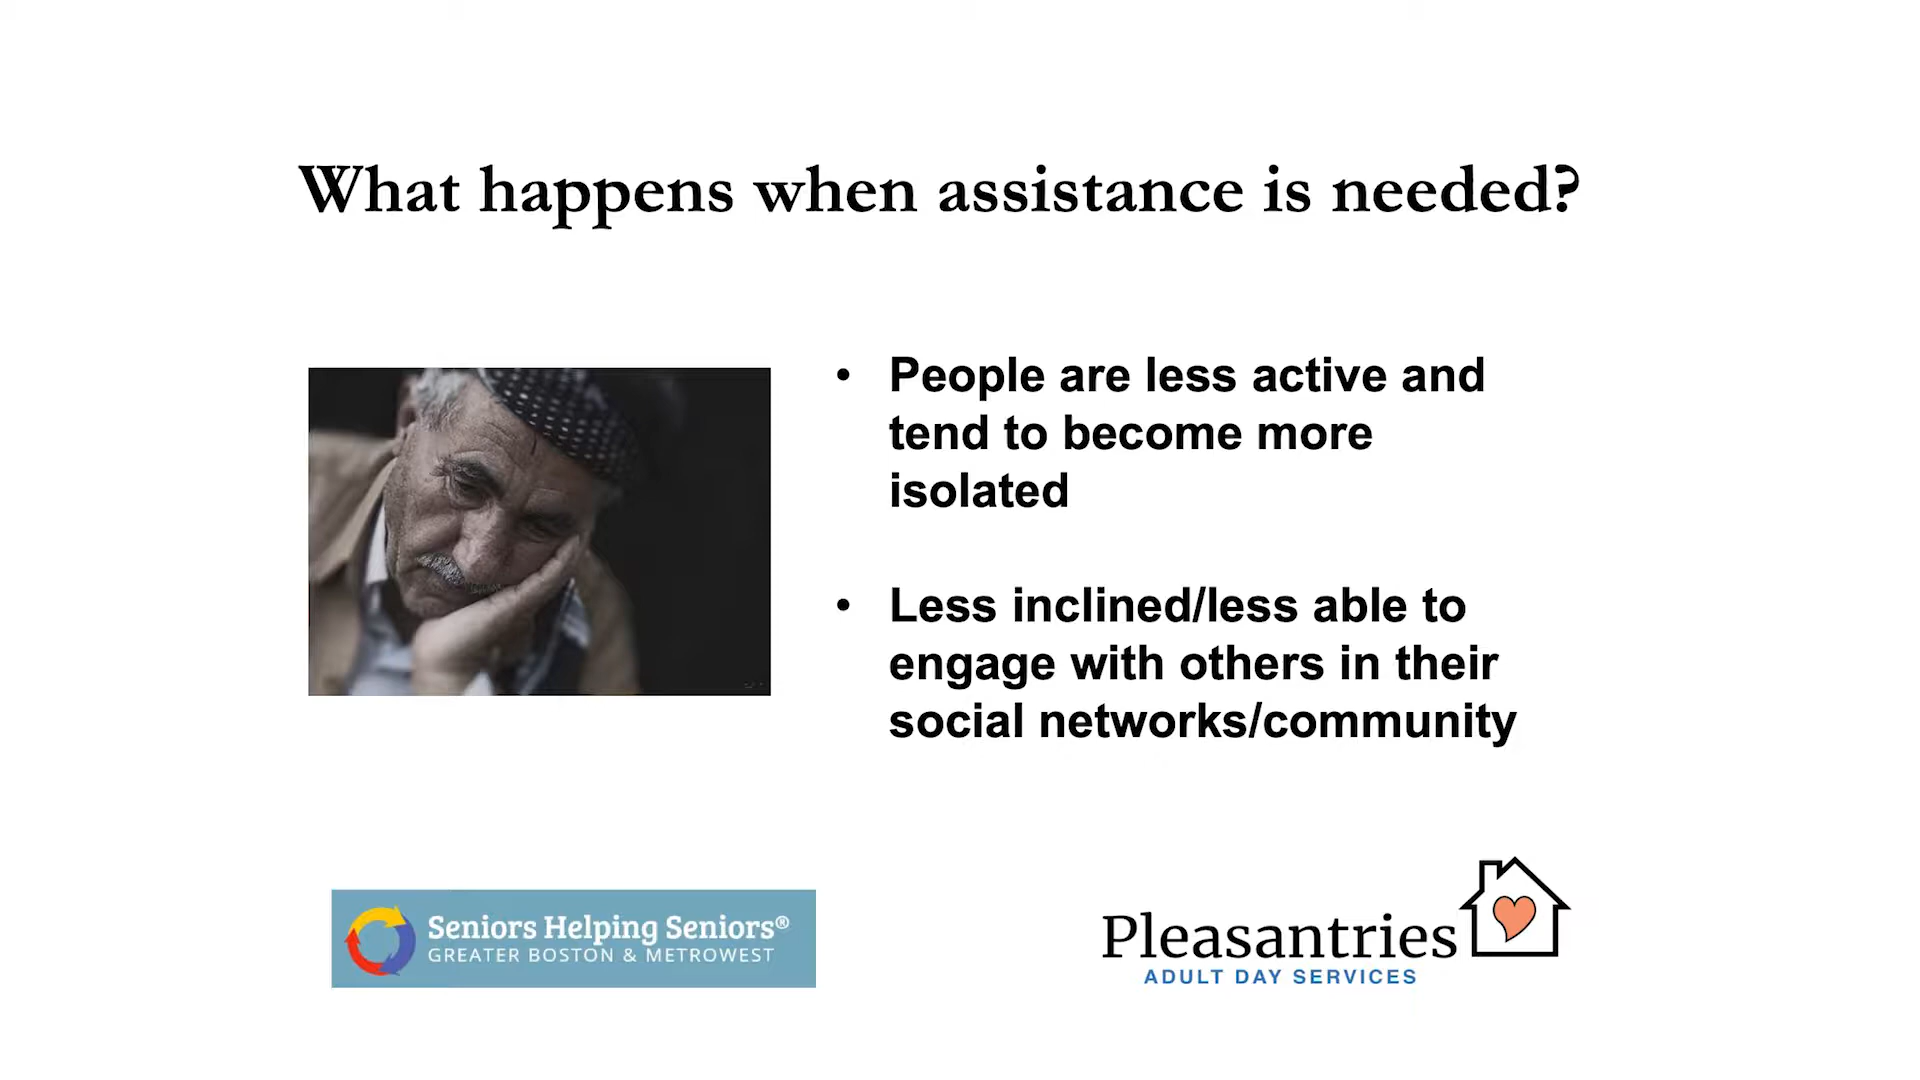 What happens when assistance is needed?
• People are less active and
tend to become more
isolated
• Less inclined/less able to
engage with others in their
social networks/community
Seniors Helping Seniors®
GREATER BOSTON & METROWEST
Pleasantries
ADULT DAY SERVICES